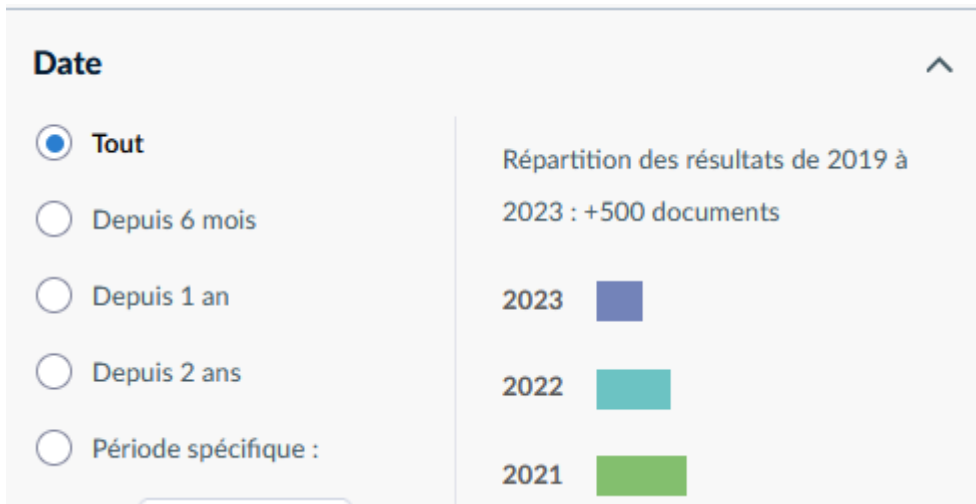 Date
Tout
Depuis 6 mois
Depuis 1 an
Depuis 2 ans
Période spécifique :
Répartition des résultats de 2019 à
2023 : +500 documents
2023
2022
2021